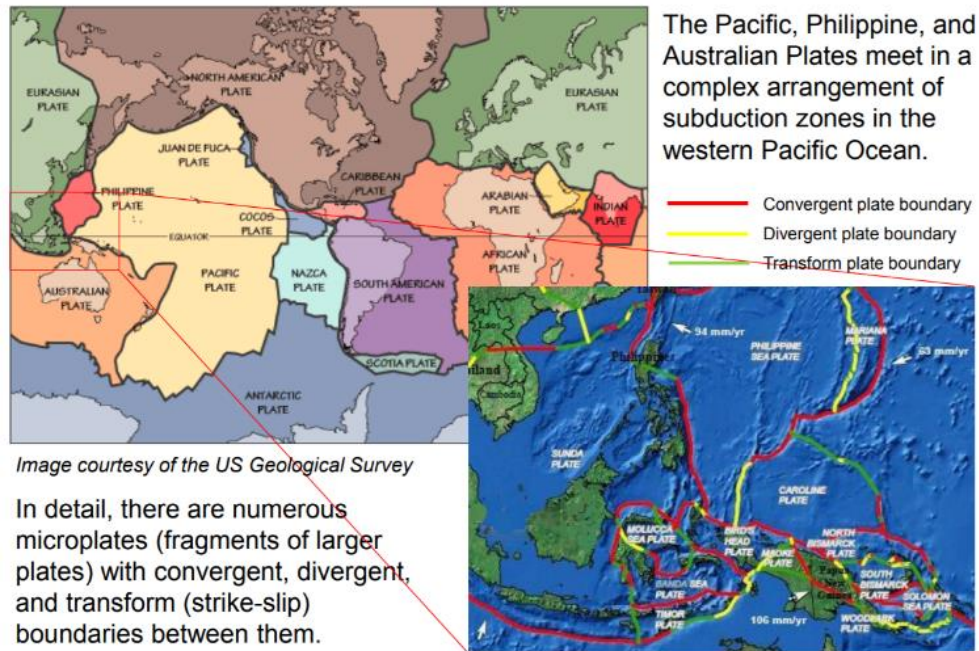 The Pacific, Philippine, and
Australian Plates meet in a
complex arrangement of
subduction zones in the
western Pacific Ocean.
NORTH AMERICAN
PLATE
EURASIAN
PLATE
EURASIAN
PLATE
JUAN DE FUCA
PLATE
CARIBBEAN
PLATE
PHILIPPINE
PLATE
ARABIAN
PLATE
INDIAN
PLATE
COCOS
PLATE
EQUATOR
AUSTRALIAN
PLATE
PACIFIC
PLATE
NAZCA
PLATE
SOUTH AMERICAN
PLATE
AFRICAN
PLATE
SCOTIA PLATE
ANTARCTIC
PLATE
Convergent plate boundary
Divergent plate boundary
Transform plate boundary
Image courtesy of the US Geological Survey
In detail, there are numerous
microplates (fragments of larger
plates) with convergent, divergent,
and transform (strike-slip)
boundaries between them.
Laos
94 mm/yr
MARIANA
PLATE
PHILIPPINE
SEA PLATE
63 mm/yr
Philippines
Cambodia
SUNDA
PLATE
CAROLINE
PLATE
MOLUCCA
SEA PLATE
BIRD'S
HEAD
PLATE
MAOKE
PLATE
NORTH
BISMARCK
PLATE
BANDA SEA
PLATE
SOUTH
BISMARCK
PLATE
SOLOMON
SEA PLATE
TIMOR
PLATE
106 mm/yr
WOODLARK
PLATE